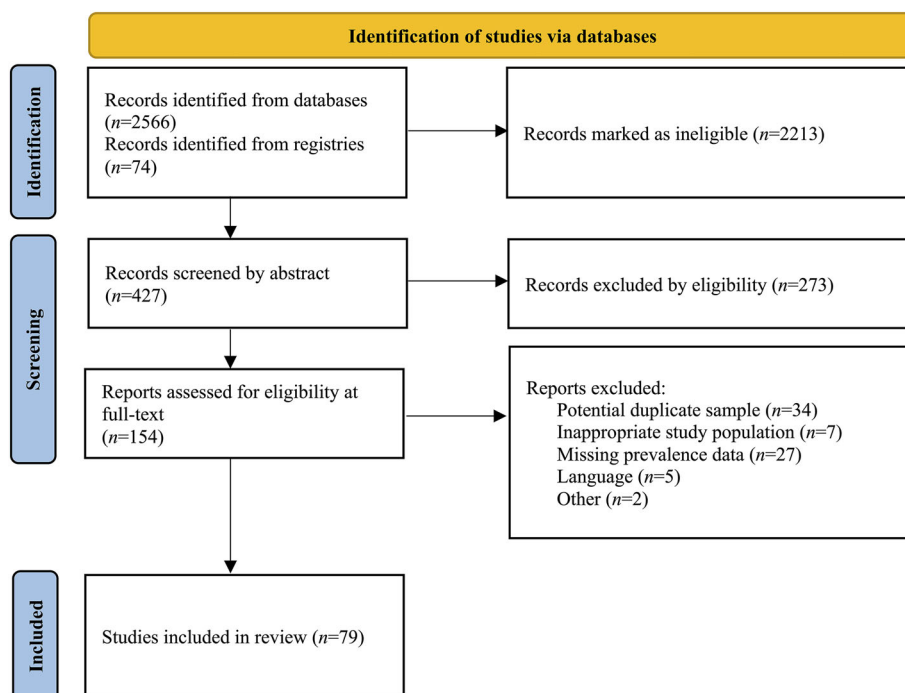 Identification of studies via databases
Identification
Records identified from databases
(n=2566)
Records identified from registries
(n=74)
Records marked as ineligible (n=2213)
Screening
Records screened by abstract
(n=427)
Records excluded by eligibility (n=273)
Reports assessed for eligibility at
full-text
(n=154)
Reports excluded:
Potential duplicate sample (n=34)
Inappropriate study population (n=7)
Missing prevalence data (n=27)
Language (n=5)
Other (n=2)
Included
Studies included in review (n=79)